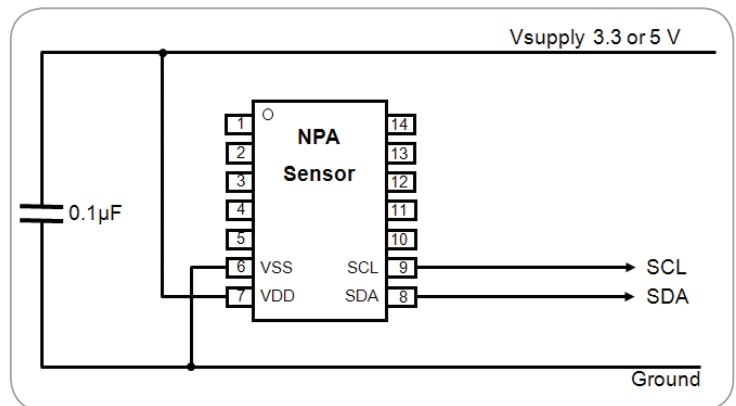 Vsupply 3.3 or 5 V
NPA
Sensor
1
14
2
13
3
12
4
11
5
10
6 VSS SCL 9
7 VDD SDA 8
0.1µF
SCL
SDA
Ground